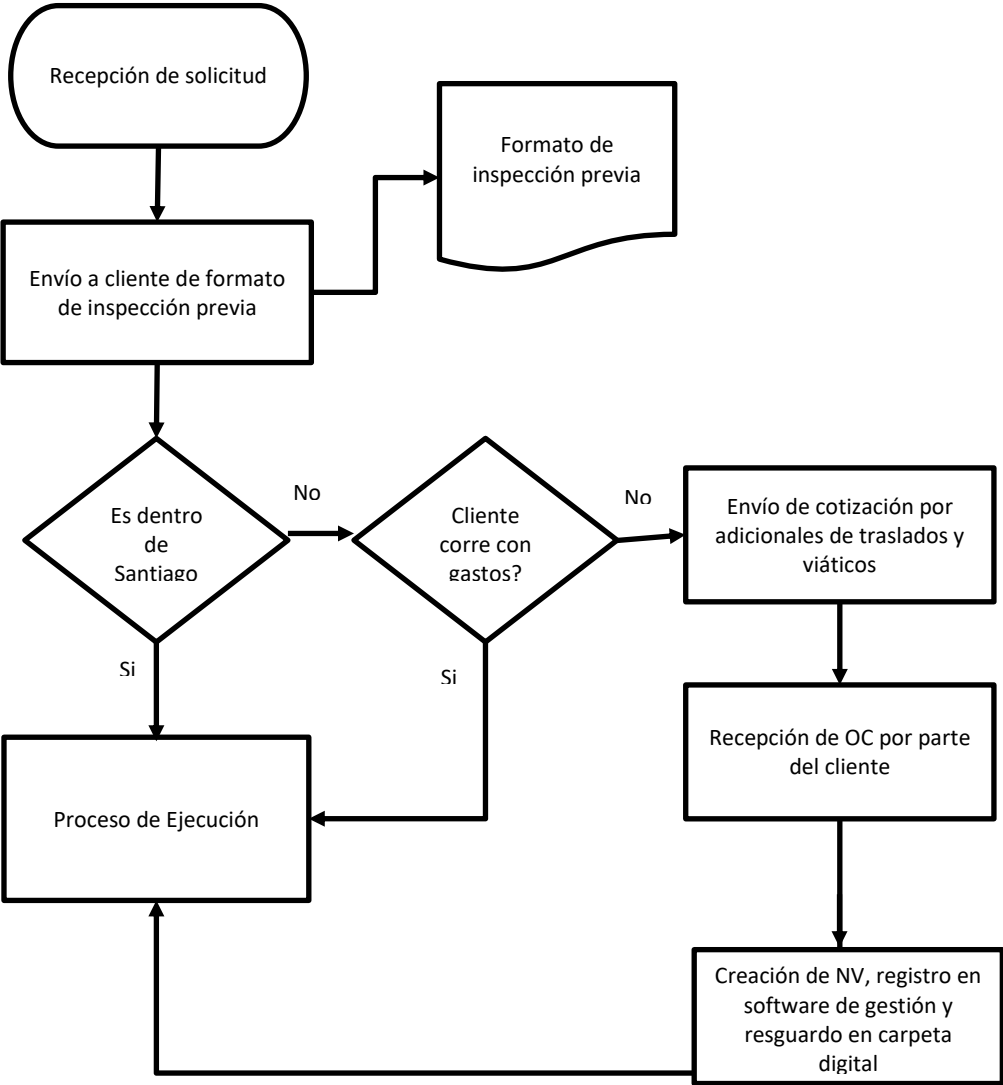 Recepción de solicitud
Formato de
inspección previa
Envío a cliente de formato
de inspección previa
Es dentro
de
Santiago
No
Cliente
corre con
gastos?
No
Envío de cotización por
adicionales de traslados y
viáticos
Si
Si
Recepción de OC por parte
del cliente
Proceso de Ejecución
Creación de NV, registro en
software de gestión y
resguardo en carpeta
digital